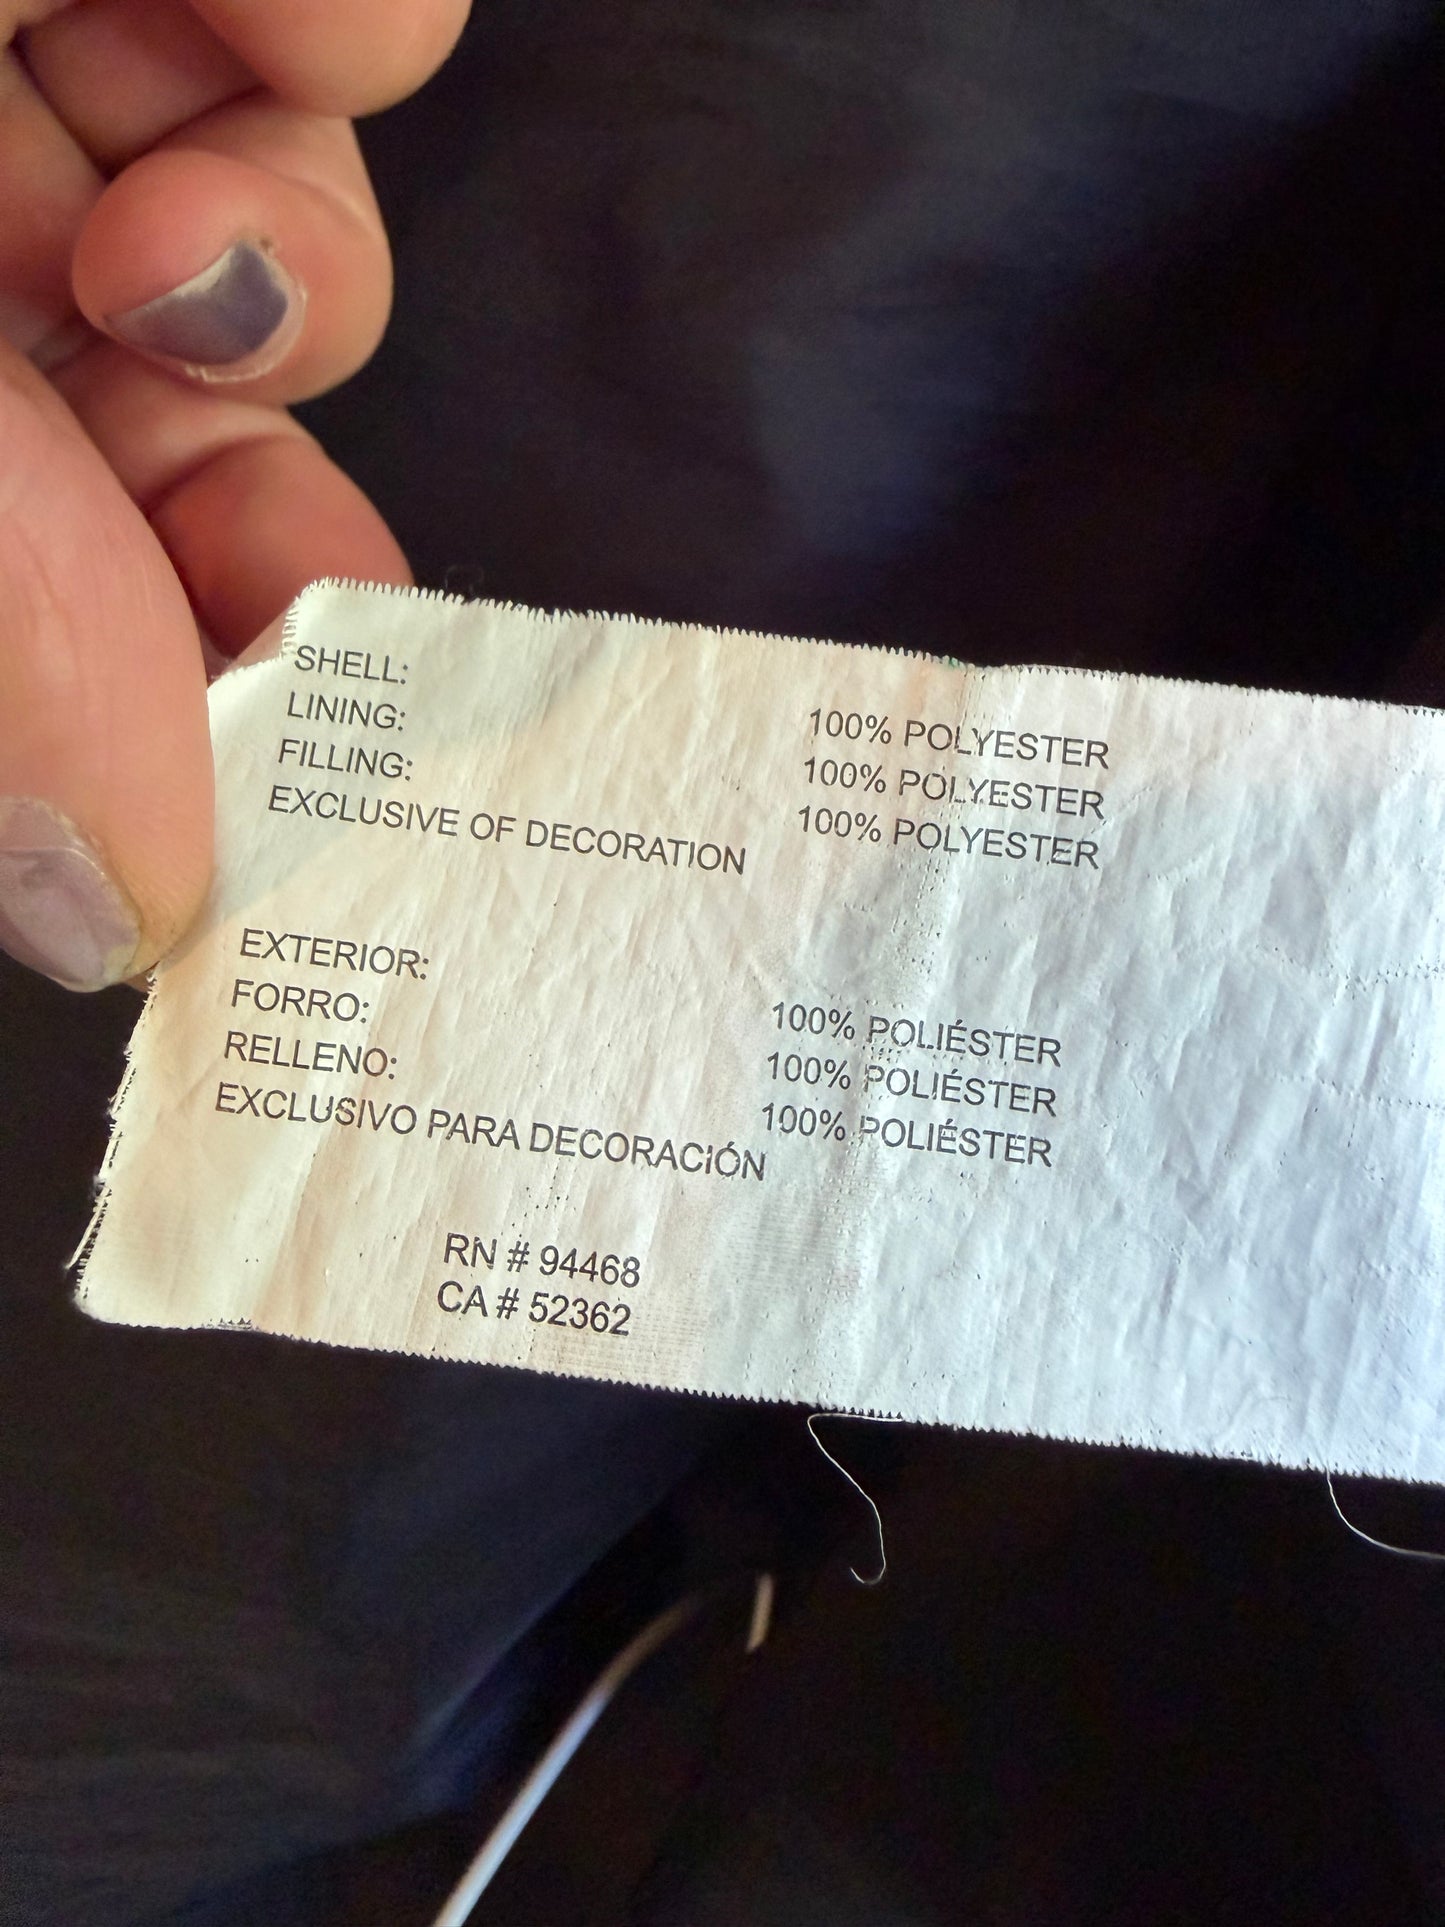 SHELL: 100% POLYESTER
LINING: 100% POLYESTER
FILLING: 100% POLYESTER
EXCLUSIVE OF DECORATION
EXTERIOR: 100% POLIÉSTER
FORRO: 100% POLIÉSTER
RELLENO: 100% POLIÉSTER
EXCLUSIVO PARA DECORACIÓN
RN # 94468
CA # 52362